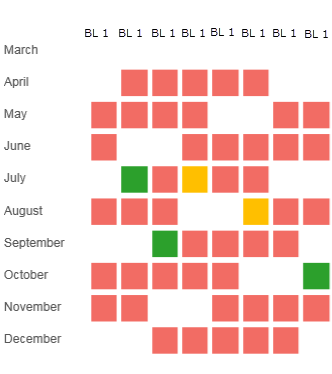 BL 1 BL 1 BL 1 BL 1 BL 1 BL 1 BL 1 BL 1
March
April
May
June
July
August
September
October
November
December